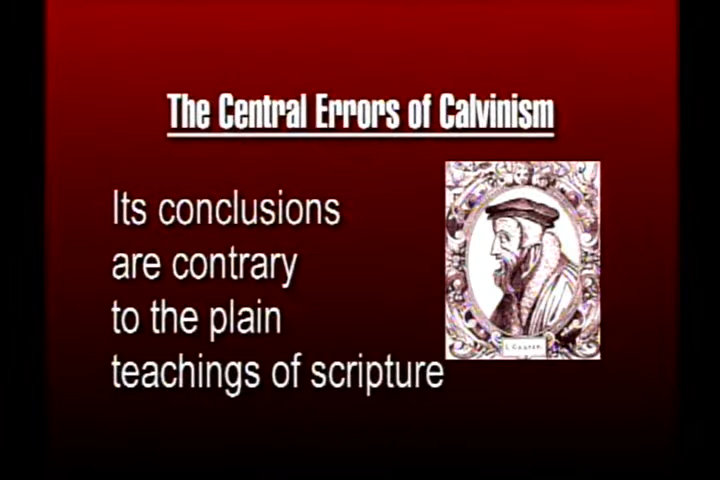 The Central Errors of Calvinism
Its conclusions
are contrary
to the plain
teachings of scripture